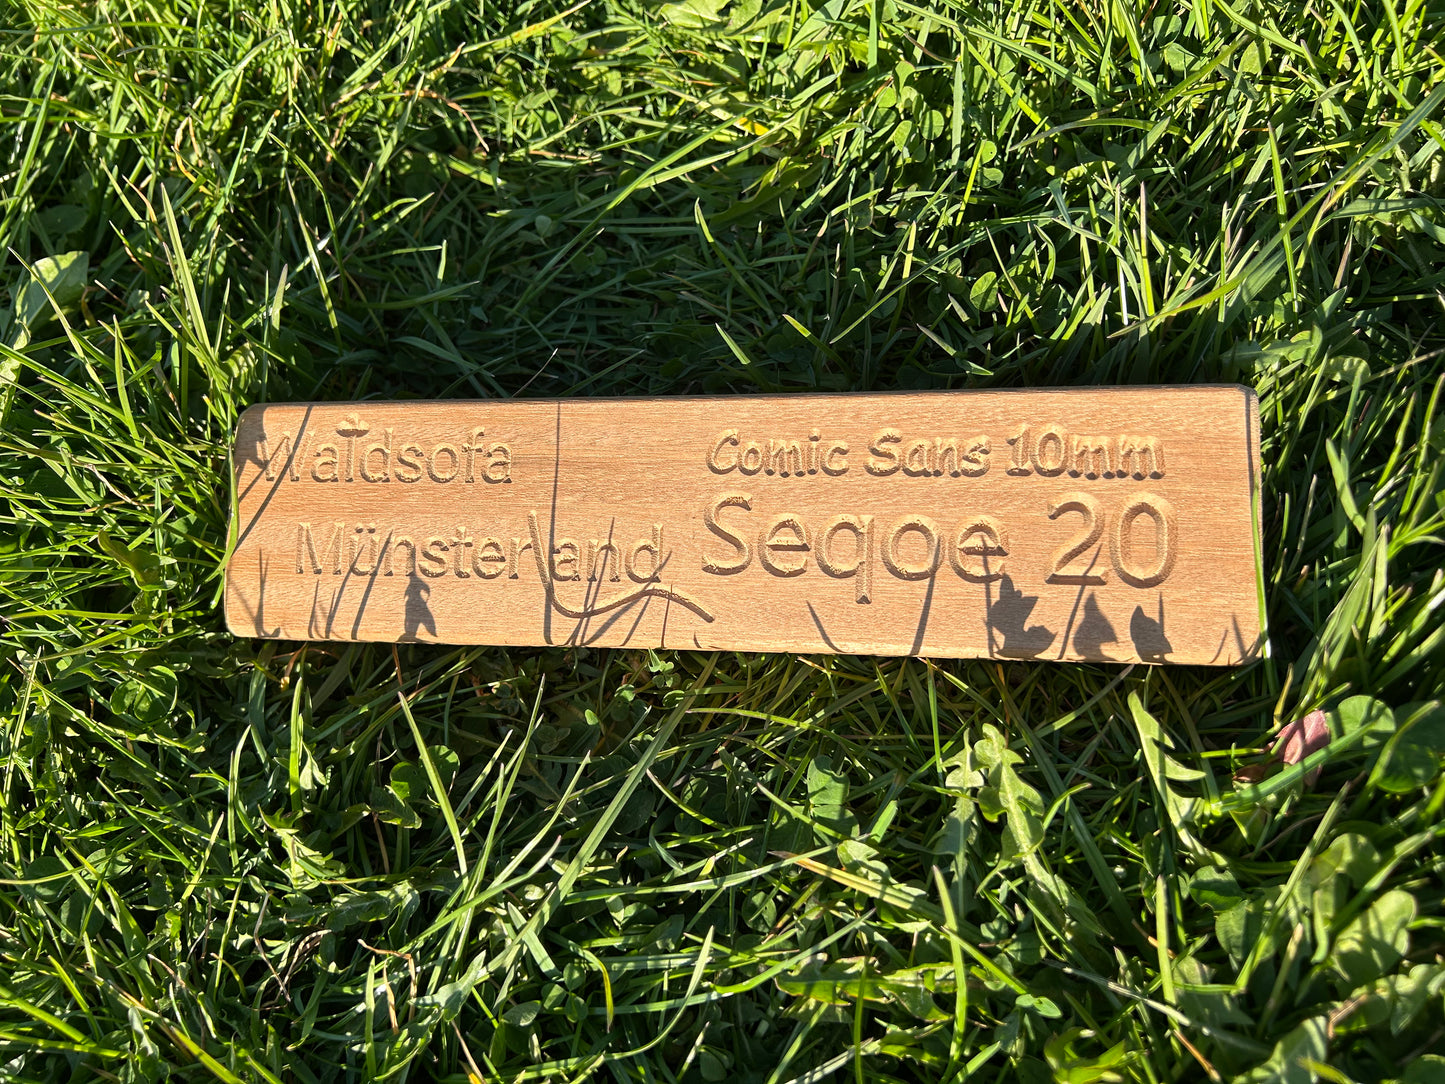 Waldsofa
Münsterland
Comic Sans 10mm
Seqoe 20